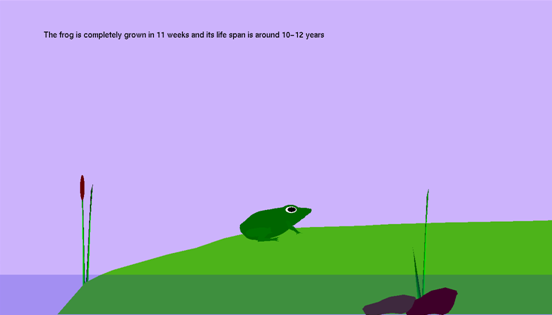 The frog is completely grown in 11 weeks and its life span is around 10-12 years